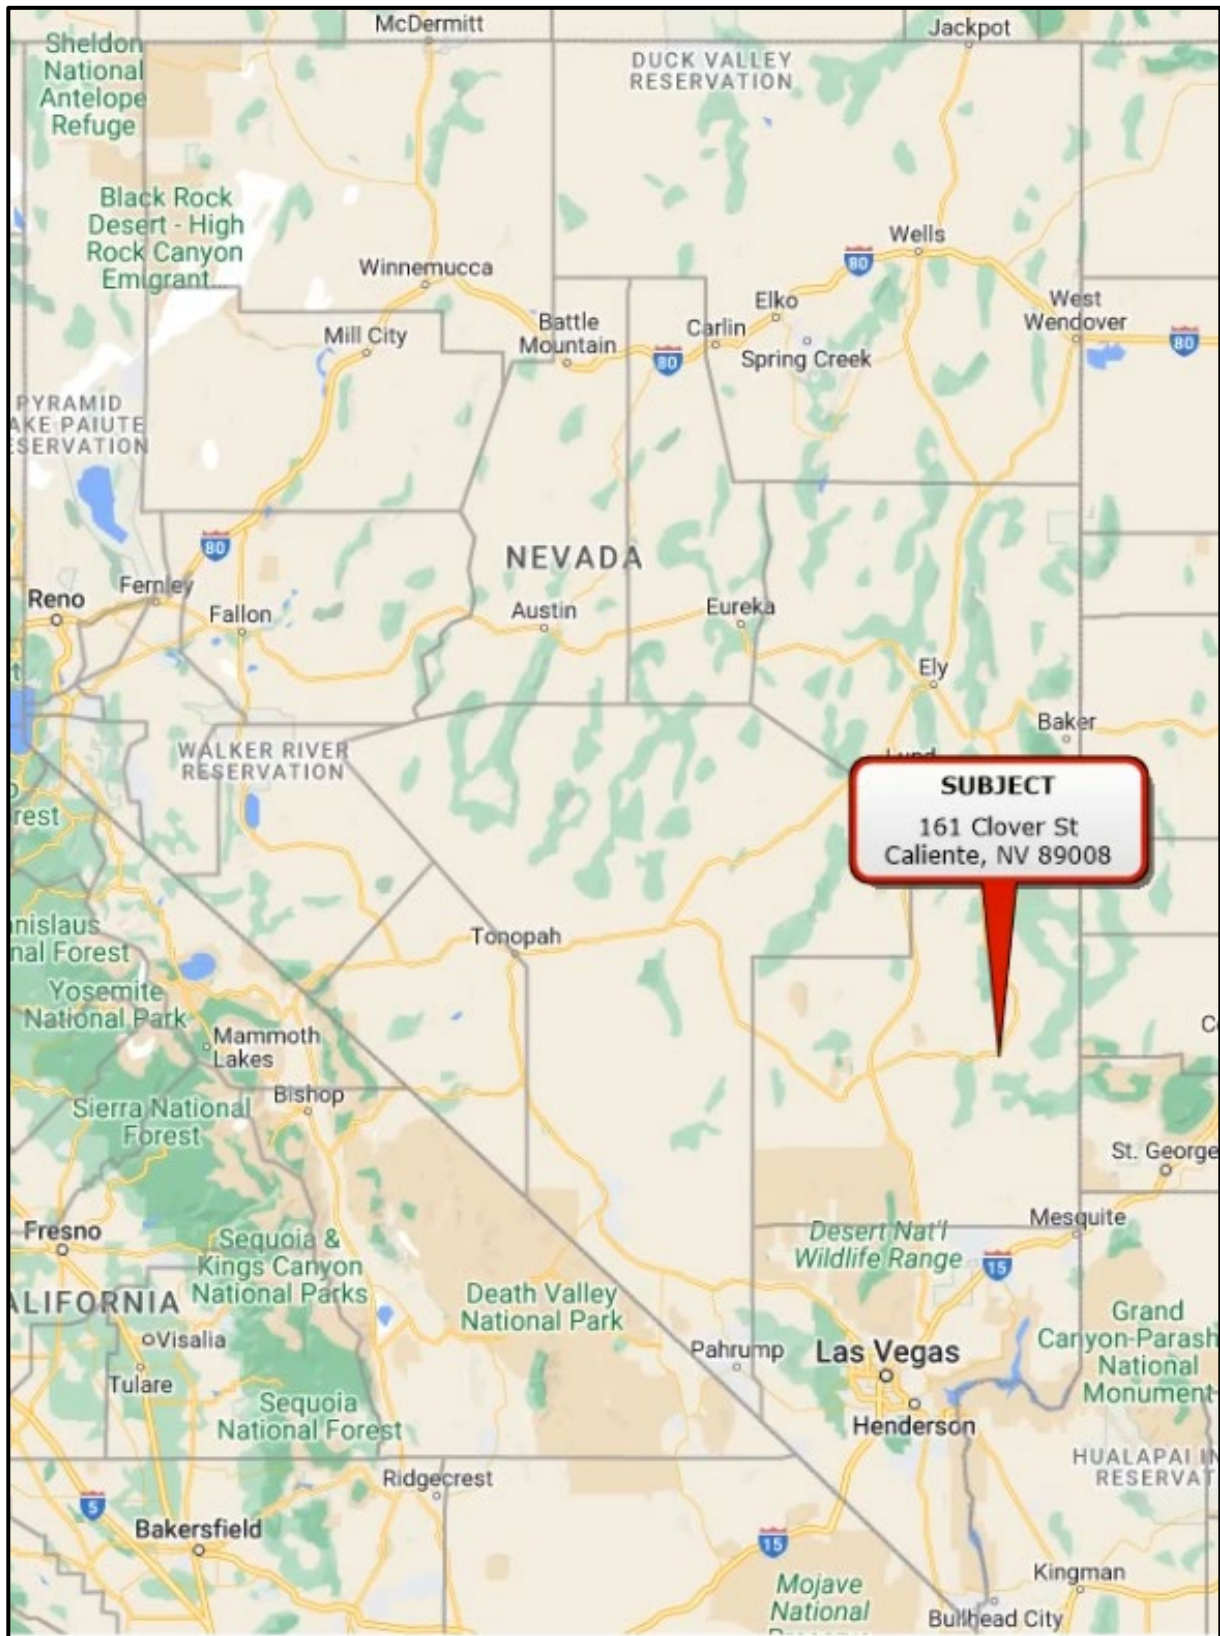 McDermitt
Jackpot
Sheldon
National
Antelope
Refuge
DUCK VALLEY
RESERVATION
Black Rock
Desert - High
Rock Canyon
Emigrant...
Wells
80
Winnemucca
Elko
West
Wendover
Battle
Mountain
Carlin
Mill City
80
Spring Creek
80
PYRAMID
AKE PAIUTE
ESERVATION
80
NEVADA
Fernley
Reno
Fallon
Austin
Eureka
Ely
Baker
WALKER RIVER
RESERVATION
Lund
SUBJECT
161 Clover St
Caliente, NV 89008
rest
anislaus
nal Forest
Tonopah
Yosemite
National Park
Mammoth
Lakes
Bishop
Sierra National
Forest
St. George
Mesquite
Fresno
Sequoia &
Kings Canyon
National Parks
Desert Nat'l
Wildlife Range
15
ALIFORNIA
Death Valley
National Park
Grand
Canyon-Parash
National
Monument
Visalia
Pahrump
Las Vegas
Tulare
Sequoia
National Forest
Henderson
HUALAPAI IN
RESERVAT
Ridgecrest
5
Bakersfield
15
Kingman
Mojave
National
Preserve
Bullhead City